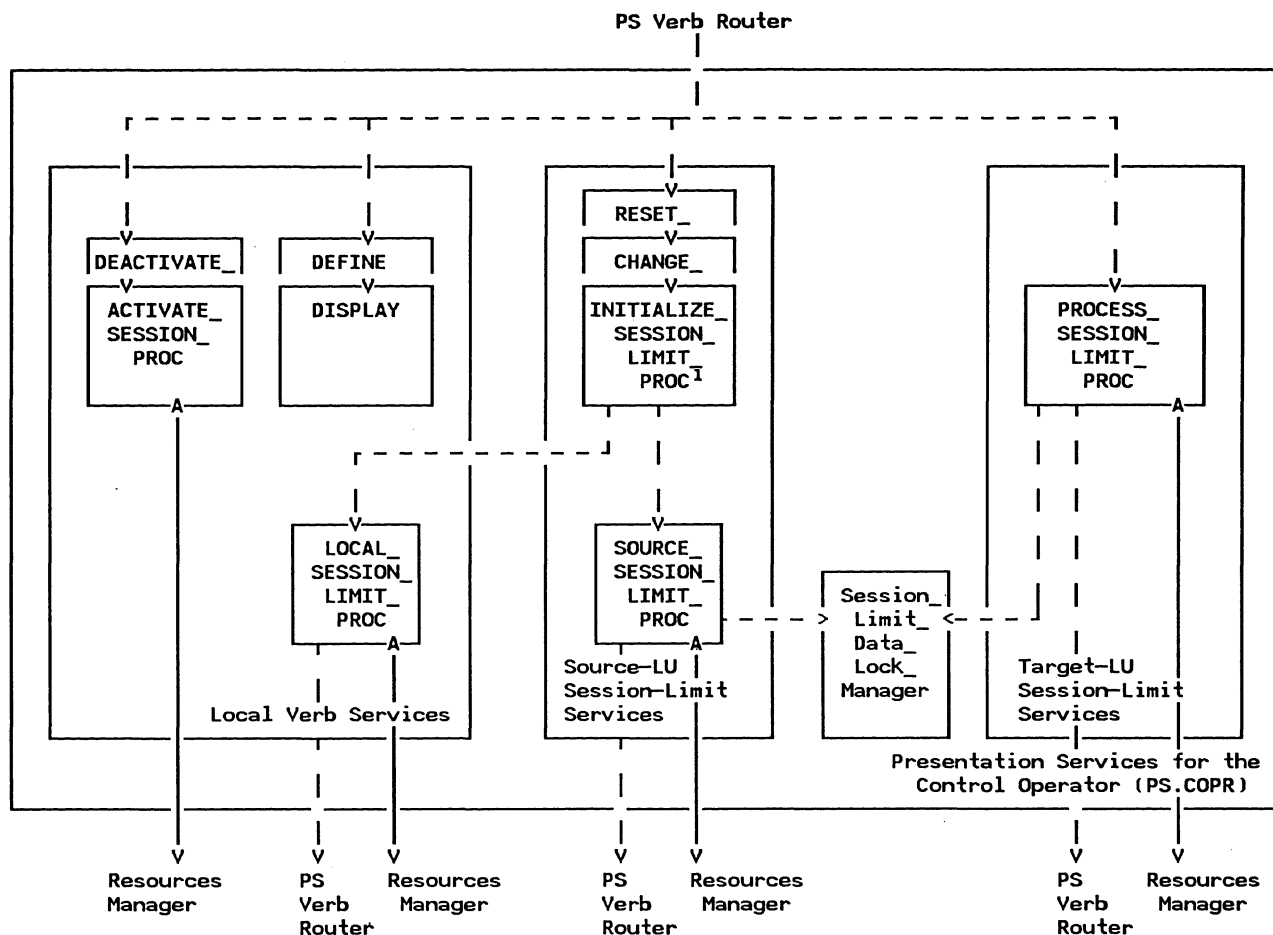 PS Verb Router
RESET_
DEACTIVATE_
DEFINE
CHANGE_
ACTIVATE_
SESSION_
PROC
DISPLAY
INITIALIZE_
SESSION_
LIMIT_
PROC1
PROCESS_
SESSION_
LIMIT_
PROC
LOCAL_
SESSION_
LIMIT_
PROC
SOURCE_
SESSION_
LIMIT_
PROC
Session_
Limit_
Data_
Lock_
Manager
Local Verb Services
Source-LU
Session-Limit
Services
Target-LU
Session-Limit
Services
Presentation Services for the
Control Operator (PS.COPR)
Resources
Manager
PS
Verb
Router
Resources
Manager
PS
Verb
Router
Resources
Manager
PS
Verb
Router
Resources
Manager